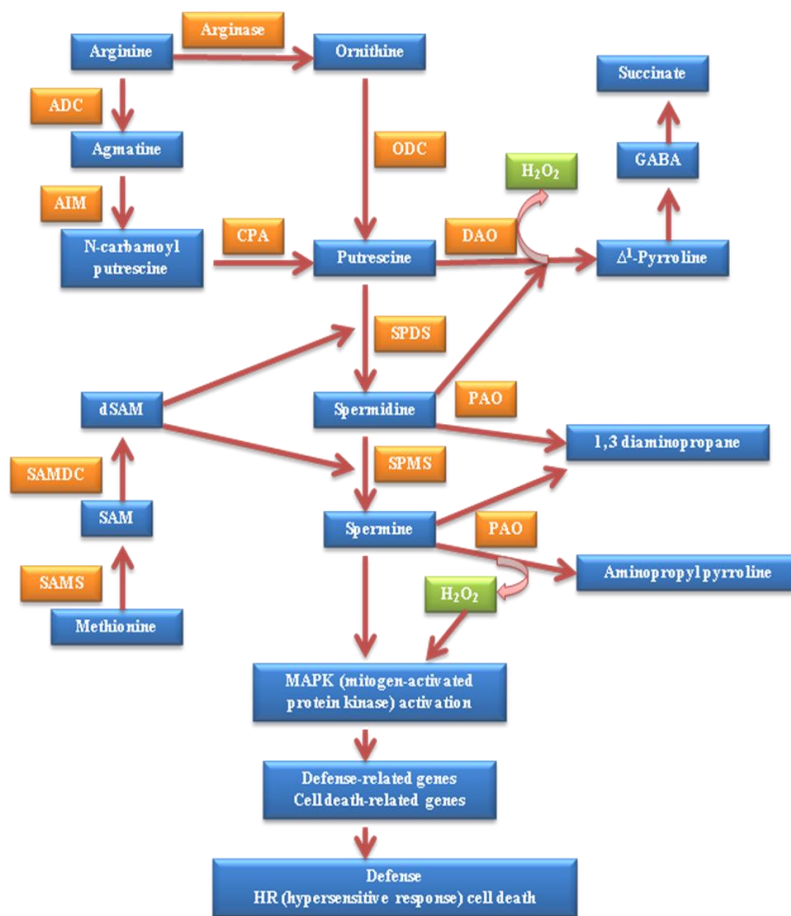 Arginase
Arginine
Ornithine
Succinate
ADC
Agmatine
ODC
H₂O₂
GABA
AIM
CPA
DAO
N-carbamoyl
putrescine
Putrescine
Δ¹-Pyrroline
SPDS
dSAM
Spermidine
PAO
1,3 diaminopropane
SAMDC
SPMS
SAM
Spermine
PAO
Aminopropyl pyrroline
SAMS
H₂O₂
Methionine
MAPK (mitogen-activated
protein kinase) activation
Defense-related genes
Cell death-related genes
Defense
HR (hypersensitive response) cell death